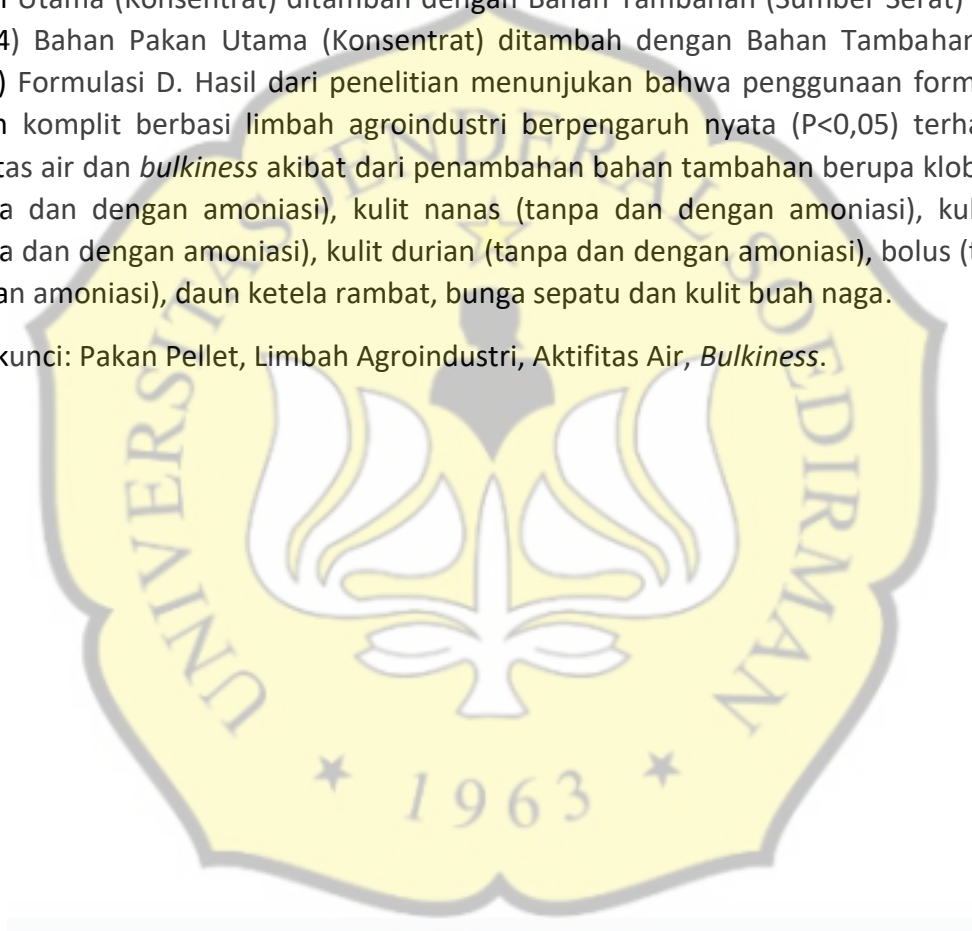 Utama (Konsentrat) ditambah dengan Bahan Tambahan (Sumber Serat)
4) Bahan Pakan Utama (Konsentrat) ditambah dengan Bahan Tambahan
) Formulasi D. Hasil dari penelitian menunjukan bahwa penggunaan form
komplit berbasi limbah agroindustri berpengaruh nyata (P<0,05) terha
tas air dan bulkiness akibat dari penambahan bahan tambahan berupa klob
a dan dengan amoniasi), kulit nanas (tanpa dan dengan amoniasi), kul
a dan dengan amoniasi), kulit durian (tanpa dan dengan amoniasi), bolus (t
an amoniasi), daun ketela rambat, bunga sepatu dan kulit buah naga.
kunci: Pakan Pellet, Limbah Agroindustri, Aktifitas Air, Bulkiness.
UNIVERSITAS JENDERAL SOEDIRMAN
1963